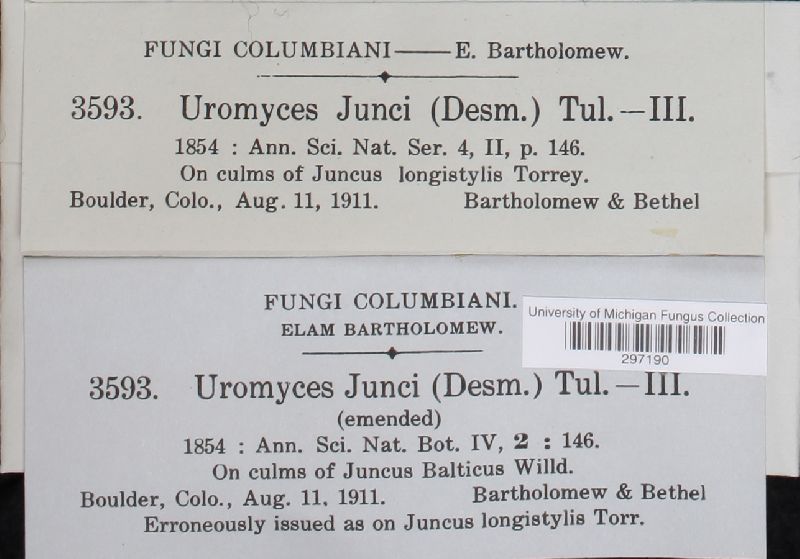 FUNGI COLUMBIANI—E. Bartholomew.
3593. Uromyces Junci (Desm.) Tul.—III.
1854 : Ann. Sci. Nat. Ser. 4, II, p. 146.
On culms of Juncus longistylis Torrey.
Boulder, Colo., Aug. 11, 1911. Bartholomew & Bethel
FUNGI COLUMBIANI.
ELAM BARTHOLOMEW.
University of Michigan Fungus Collection
297190
3593. Uromyces Junci (Desm.) Tul.—III.
(emended)
1854 : Ann. Sci. Nat. Bot. IV, 2 : 146.
On culms of Juncus Balticus Willd.
Boulder, Colo., Aug. 11, 1911. Bartholomew & Bethel
Erroneously issued as on Juncus longistylis Torr.